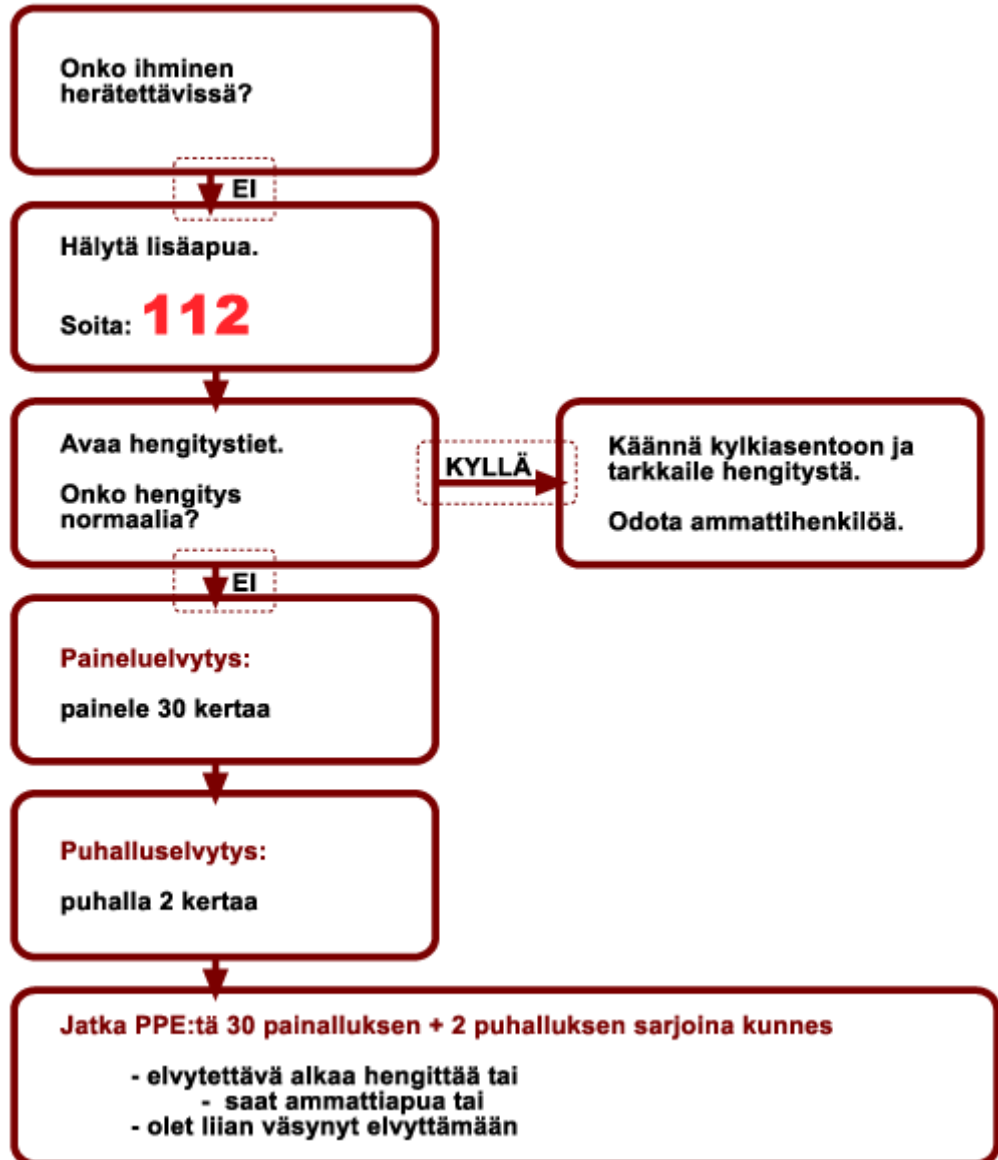 Onko ihminen
herätettävissä?
EI
Hälytä lisäapua.
Soita: 112
Avaa hengitystiet.
Onko hengitys
normaalia?
KYLLÄ
Käännä kylkiasentoon ja
tarkkaile hengitystä.
Odota ammattihenkilöä.
EI
Paineluelvytys:
painele 30 kertaa
Puhalluselvytys:
puhalla 2 kertaa
Jatka PPE:tä 30 painalluksen + 2 puhalluksen sarjoina kunnes
- elvytettävä alkaa hengittää tai
- saat ammattiapua tai
- olet liian väsynyt elvyttämään